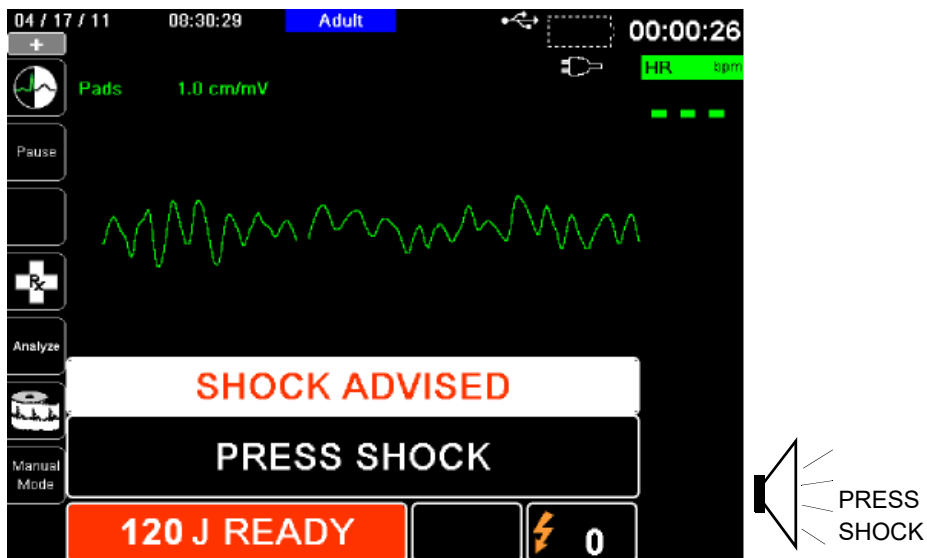 04 / 17 / 11 08:30:29 Adult 00:00:26
+
HR bpm
Pads 1.0 cm/mV
- - -
Pause
Rx
Analyze
SHOCK ADVISED
PRESS SHOCK
Manual
Mode
120 J READY 0
PRESS
SHOCK